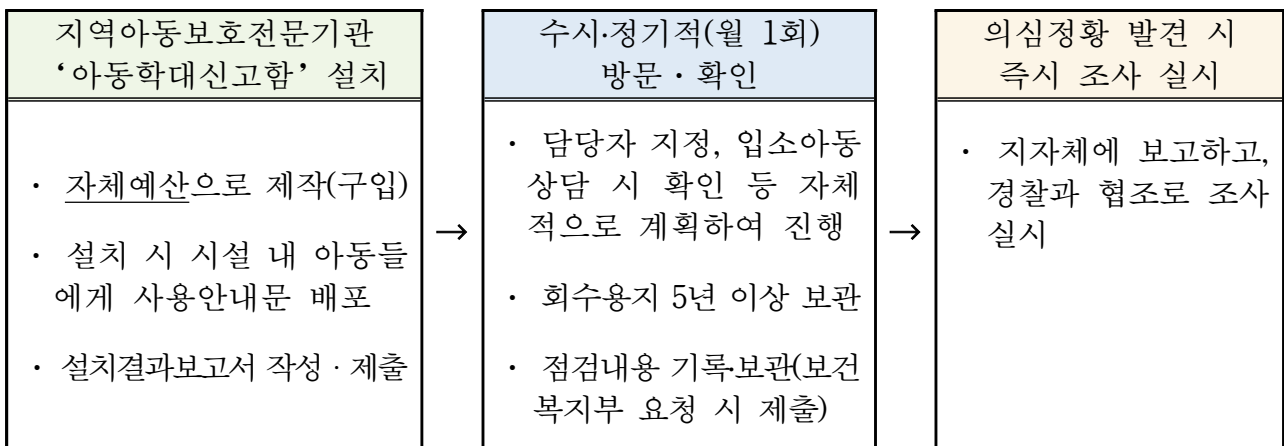 지역아동보호전문기관
‘아동학대신고함’ 설치
· 자체예산으로 제작(구입)
· 설치 시 시설 내 아동들
에게 사용안내문 배포
· 설치결과보고서 작성 · 제출
→
수시·정기적(월 1회)
방문 · 확인
· 담당자 지정, 입소아동
상담 시 확인 등 자체
적으로 계획하여 진행
· 회수용지 5년 이상 보관
· 점검내용 기록·보관(보건
복지부 요청 시 제출)
→
의심정황 발견 시
즉시 조사 실시
· 지자체에 보고하고,
경찰과 협조로 조사
실시